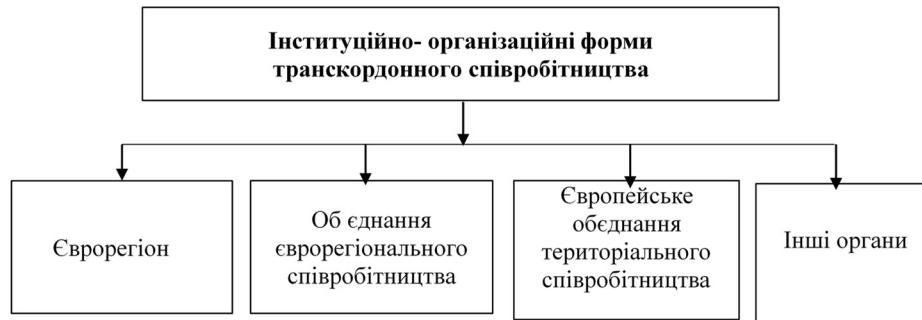 Інституційно- організаційні форми
транскордонного співробітництва
Єврорегіон
Об єднання
єврорегіонального
співробітництва
Європейське
обєднання
територіального
співробітництва
Інші органи